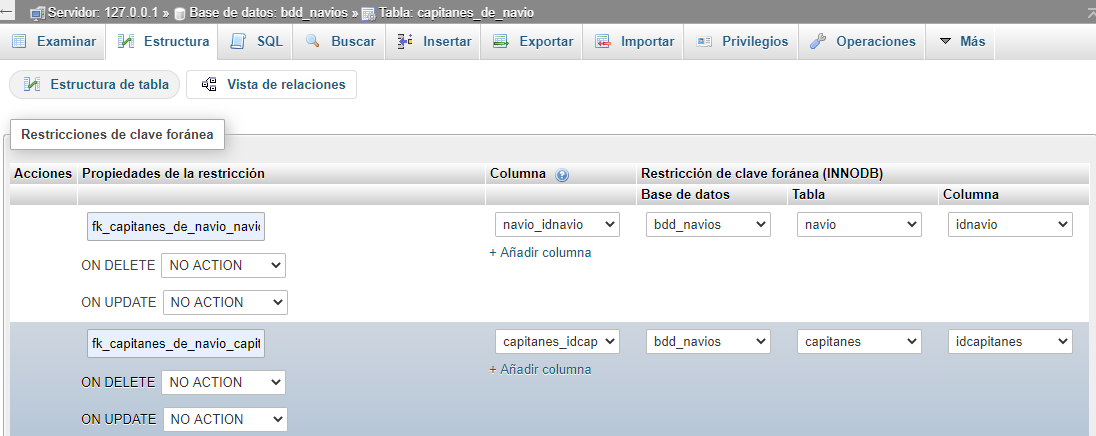 Servidor: 127.0.0.1 » Base de datos: bdd_navios » Tabla: capitanes_de_navio
Examinar Estructura SQL Buscar Insertar Exportar Importar Privilegios Operaciones Más
Estructura de tabla Vista de relaciones
Restricciones de clave foránea
Acciones Propiedades de la restricción Columna Restricción de clave foránea (INNODB)
Base de datos Tabla Columna
fk_capitanes_de_navio_navio navio_idnavio bdd_navios navio idnavio
+ Añadir columna
ON DELETE NO ACTION
ON UPDATE NO ACTION
fk_capitanes_de_navio_capit capitanes_idcap bdd_navios capitanes idcapitanes
+ Añadir columna
ON DELETE NO ACTION
ON UPDATE NO ACTION